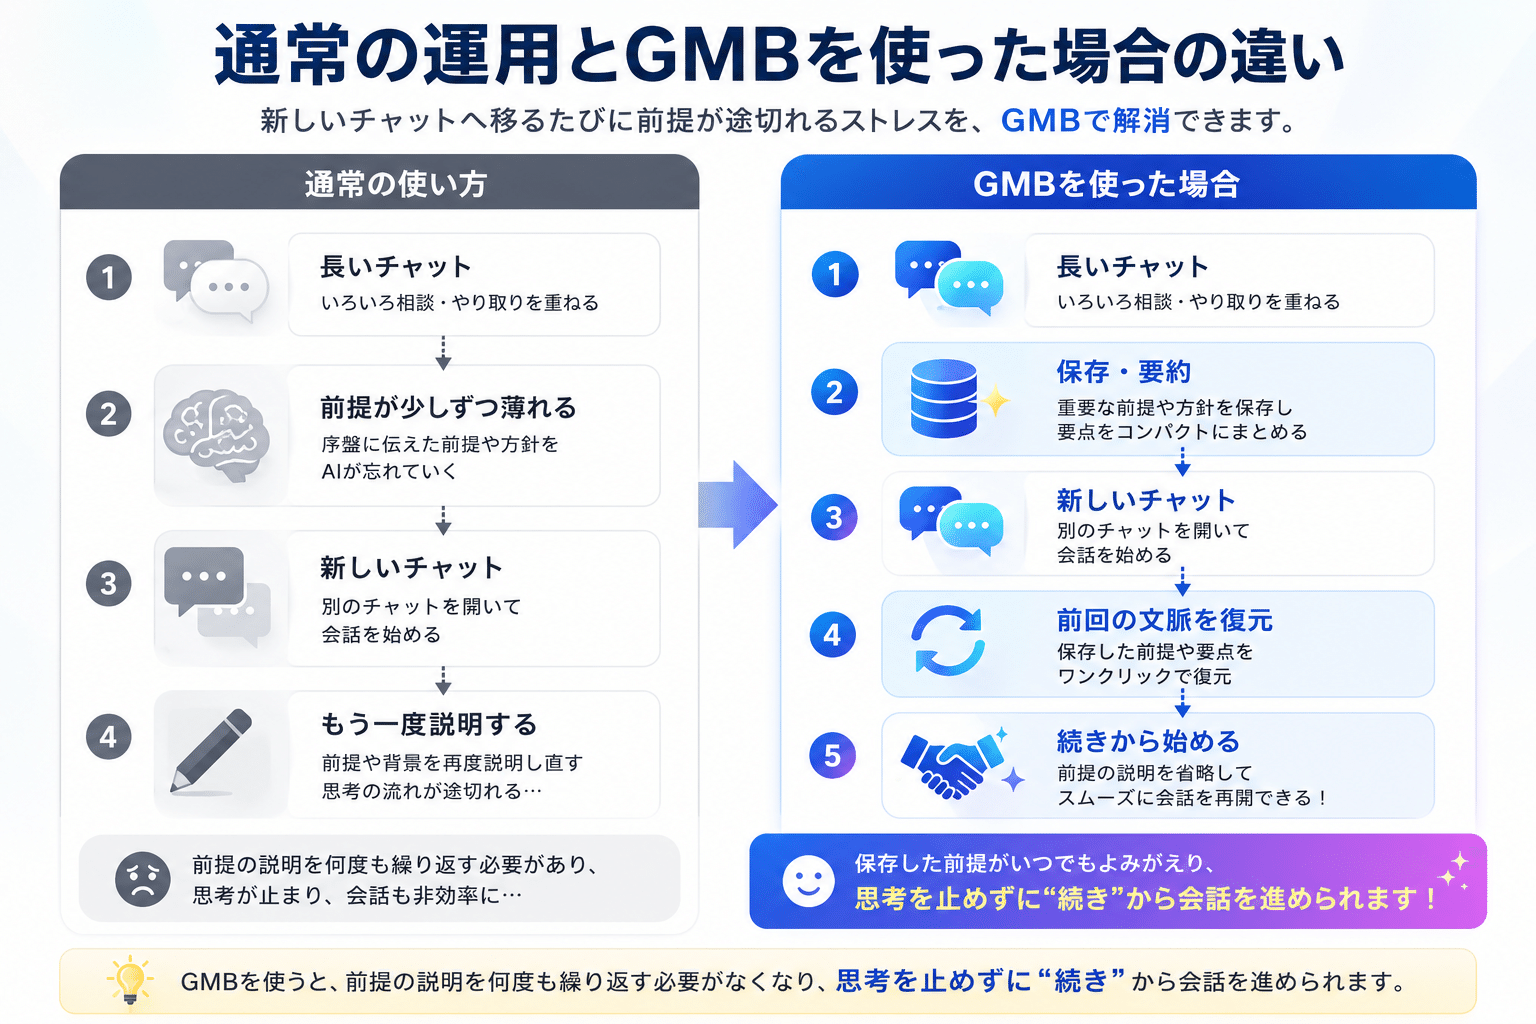 通常の運用とGMBを使った場合の違い
新しいチャットへ移るたびに前提が途切れるストレスを、GMBで解消できます。
通常の使い方
1
長いチャット
いろいろ相談・やり取りを重ねる
2
前提が少しずつ薄れる
序盤に伝えた前提や方針を
AIが忘れていく
3
新しいチャット
別のチャットを開いて
会話を始める
4
もう一度説明する
前提や背景を再度説明し直す
思考の流れが途切れる…
前提の説明を何度も繰り返す必要があり、
思考が止まり、会話も非効率に…
GMBを使った場合
1
長いチャット
いろいろ相談・やり取りを重ねる
2
保存・要約
重要な前提や方針を保存し
要点をコンパクトにまとめる
3
新しいチャット
別のチャットを開いて
会話を始める
4
前回の文脈を復元
保存した前提や要点を
ワンクリックで復元
5
続きから始める
前提の説明を省略して
スムーズに会話を再開できる！
保存した前提がいつでもよみがえり、
思考を止めずに“続き”から会話を進められます！
GMBを使うと、前提の説明を何度も繰り返す必要がなくなり、思考を止めずに“続き”から会話を進められます。